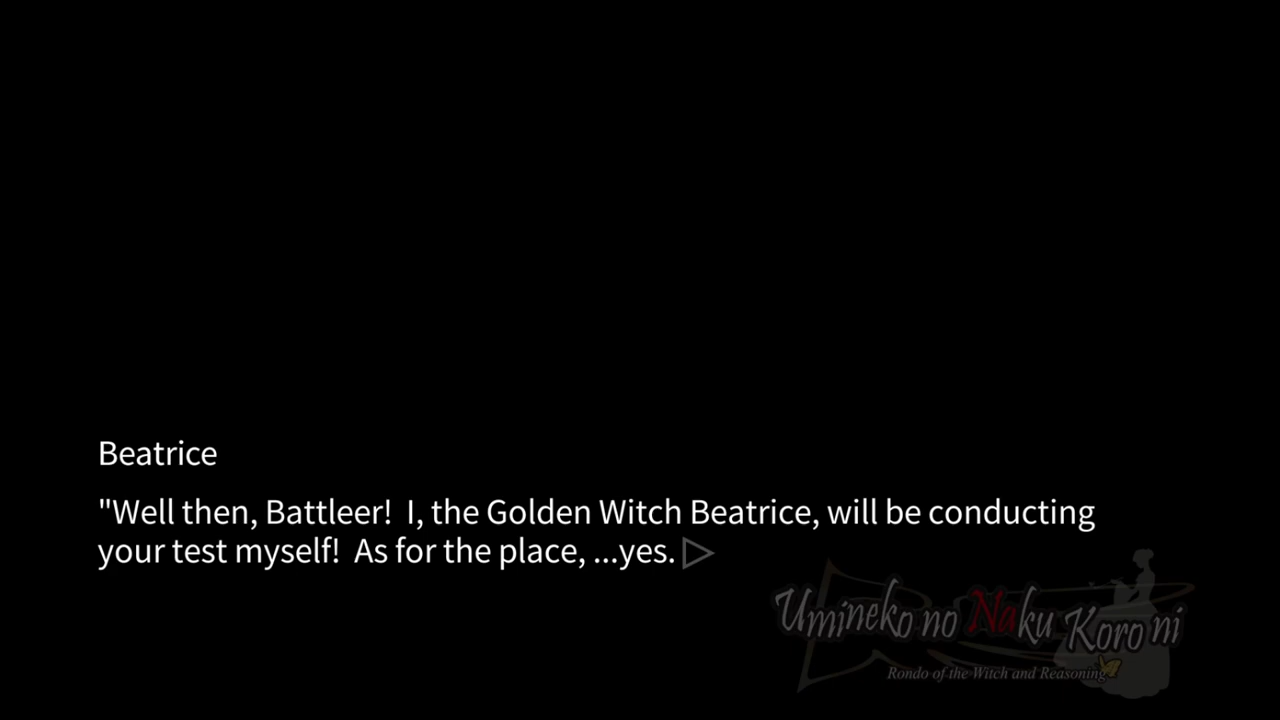 Beatrice
"Well then, Battleer!  I, the Golden Witch Beatrice, will be conducting
your test myself!  As for the place, ...yes.
Umineko no Naku Koro ni
Rondo of the Witch and Reasoning